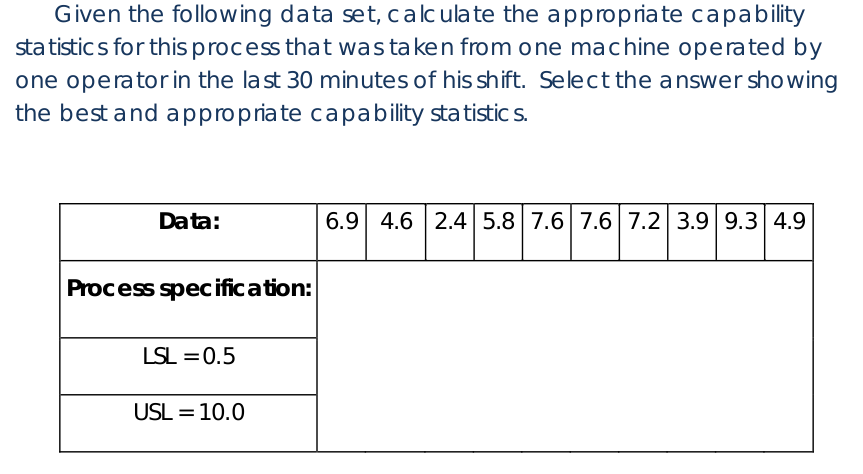 Given the following data set, calculate the appropriate capability
statistics for this process that was taken from one machine operated by
one operator in the last 30 minutes of his shift. Select the answer showing
the best and appropriate capability statistics.
Data: 6.9 4.6 2.4 5.8 7.6 7.6 7.2 3.9 9.3 4.9
Process specification:
LSL = 0.5
USL = 10.0